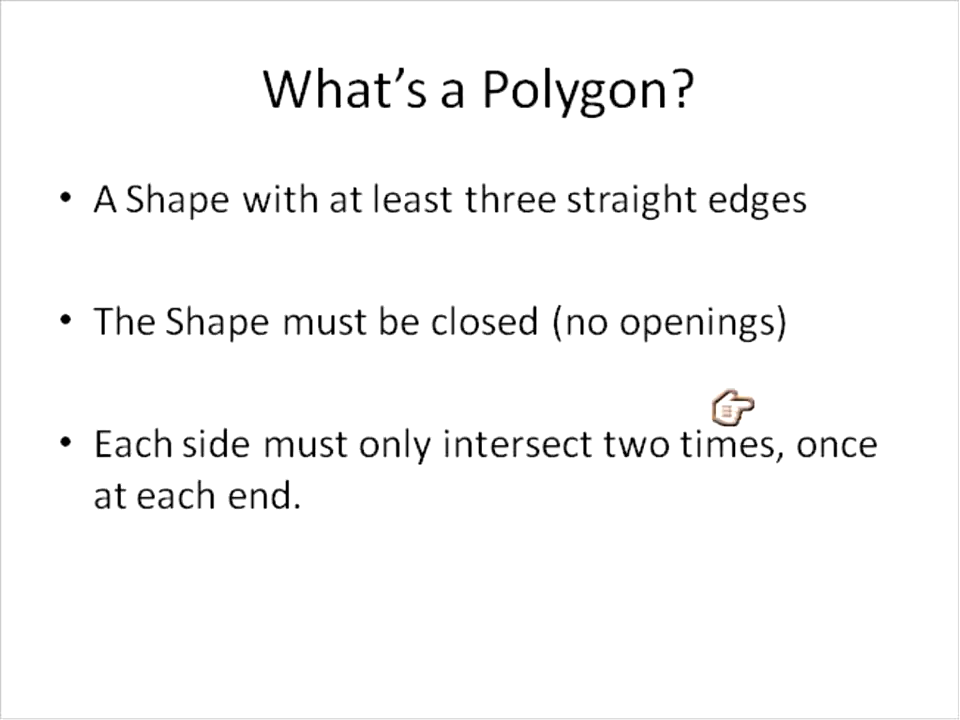 What’s a Polygon?
• A Shape with at least three straight edges
• The Shape must be closed (no openings)
• Each side must only intersect two times, once
at each end.